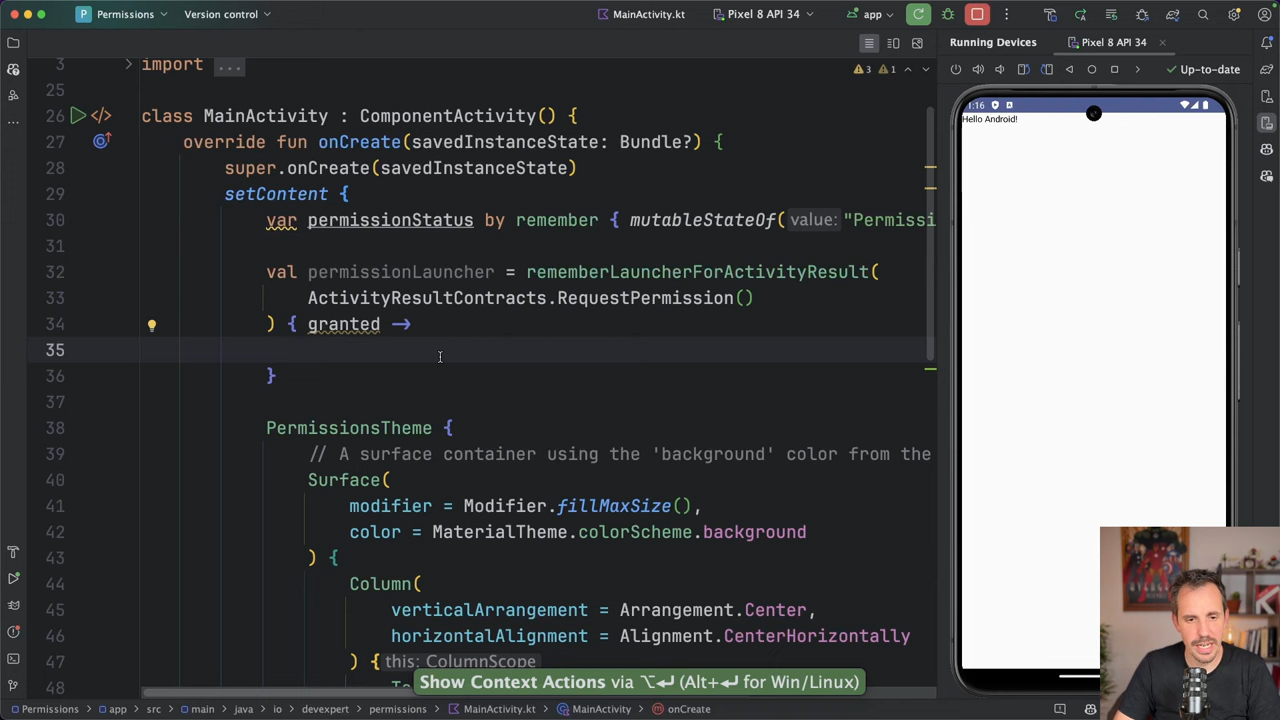 Permissions
Version control
MainActivity.kt
Pixel 8 API 34
app
Running Devices
Pixel 8 API 34
3 import ...
3 1
Up-to-date
25
26 class MainActivity : ComponentActivity() {
27 override fun onCreate(savedInstanceState: Bundle?) {
28 super.onCreate(savedInstanceState)
29 setContent {
30 var permissionStatus by remember { mutableStateOf( value: "Permissi
31
32 val permissionLauncher = rememberLauncherForActivityResult(
33 ActivityResultContracts.RequestPermission()
34 ) { granted ->
35
36 }
37
38 PermissionsTheme {
39 // A surface container using the 'background' color from the
40 Surface(
41 modifier = Modifier.fillMaxSize(),
42 color = MaterialTheme.colorScheme.background
43 ) {
44 Column(
45 verticalArrangement = Arrangement.Center,
46 horizontalAlignment = Alignment.CenterHorizontally
47 ) { this: ColumnScope
48
1:16
Hello Android!
Show Context Actions via ⌥↵ (Alt+↵ for Win/Linux)
Permissions > app > src > main > java > io > devexpert > permissions > MainActivity.kt > MainActivity > onCreate